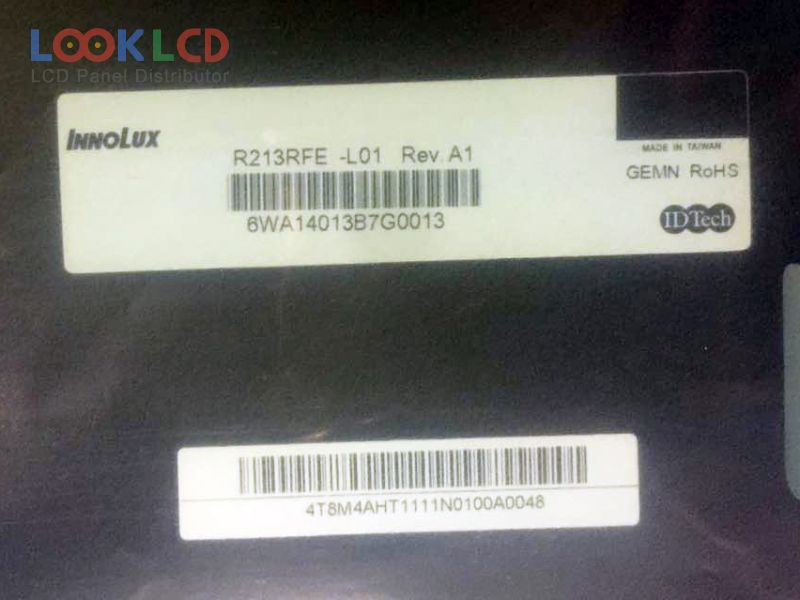 LOOKLCD
LCD Panel Distributor
INNOLUX
R213RFE -L01 Rev. A1
MADE IN TAIWAN
GEMN RoHS
6WA14013B7G0013
IDTech
4T8M4AHT1111N0100A0048